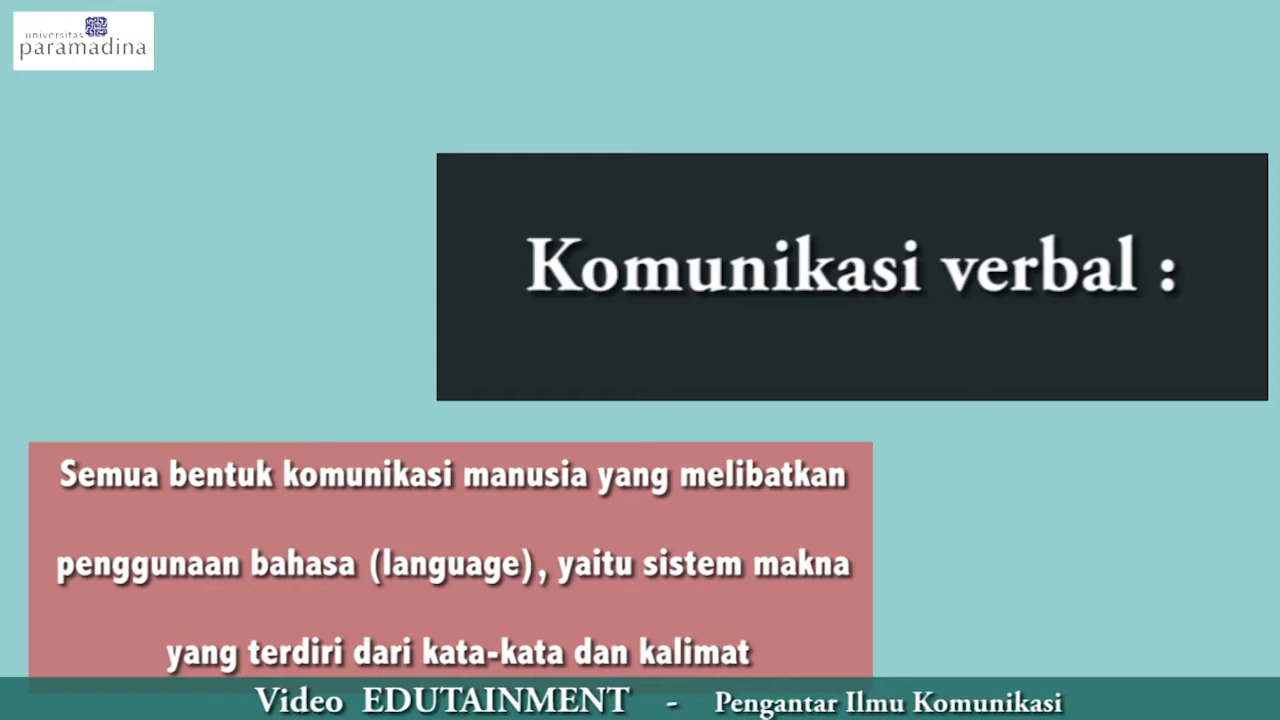 universitas
paramadina
Komunikasi verbal :
Semua bentuk komunikasi manusia yang melibatkan
penggunaan bahasa (language), yaitu sistem makna
yang terdiri dari kata-kata dan kalimat
Video EDUTAINMENT - Pengantar Ilmu Komunikasi